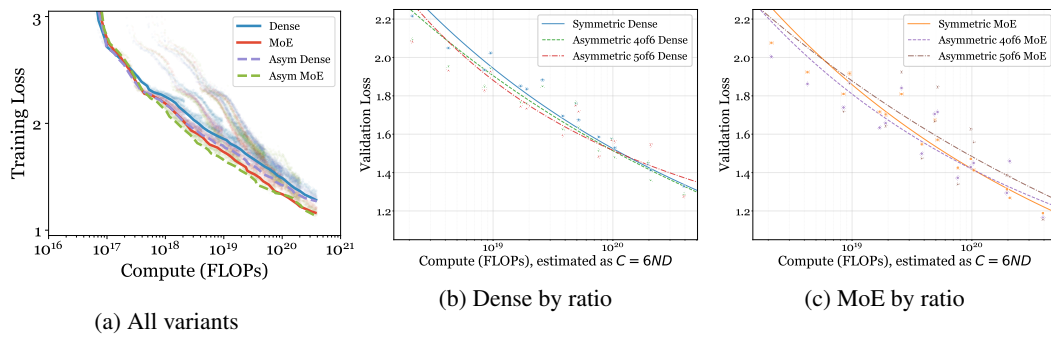 3
2
1
Training Loss
10^16
10^17
10^18
10^19
10^20
10^21
Compute (FLOPs)
Dense
MoE
Asym Dense
Asym MoE
(a) All variants
2.2
2.0
1.8
1.6
1.4
1.2
Validation Loss
10^19
10^20
Compute (FLOPs), estimated as C = 6ND
Symmetric Dense
Asymmetric 4of6 Dense
Asymmetric 5of6 Dense
(b) Dense by ratio
2.2
2.0
1.8
1.6
1.4
1.2
Validation Loss
10^19
10^20
Compute (FLOPs), estimated as C = 6ND
Symmetric MoE
Asymmetric 4of6 MoE
Asymmetric 5of6 MoE
(c) MoE by ratio